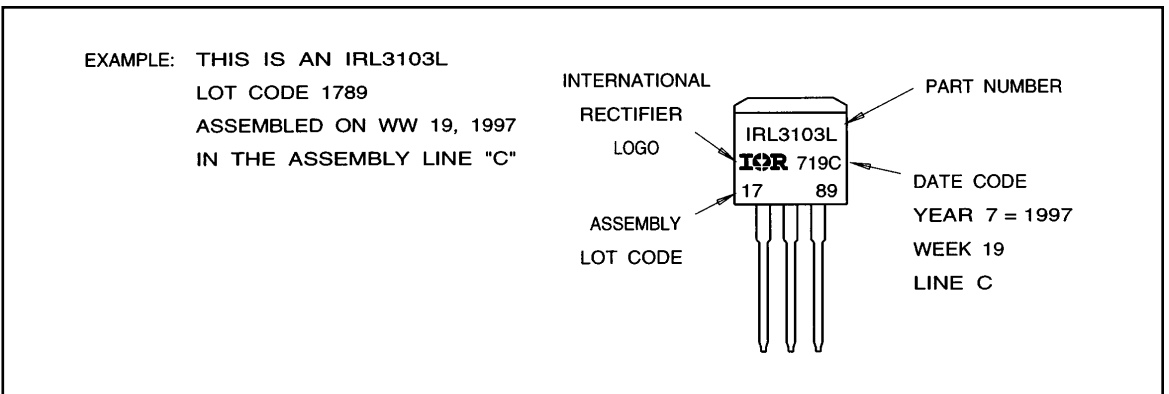 EXAMPLE: THIS IS AN IRL3103L
LOT CODE 1789
ASSEMBLED ON WW 19, 1997
IN THE ASSEMBLY LINE "C"
INTERNATIONAL
RECTIFIER
LOGO
ASSEMBLY
LOT CODE
IRL3103L
IOR 719C
17 89
PART NUMBER
DATE CODE
YEAR 7 = 1997
WEEK 19
LINE C